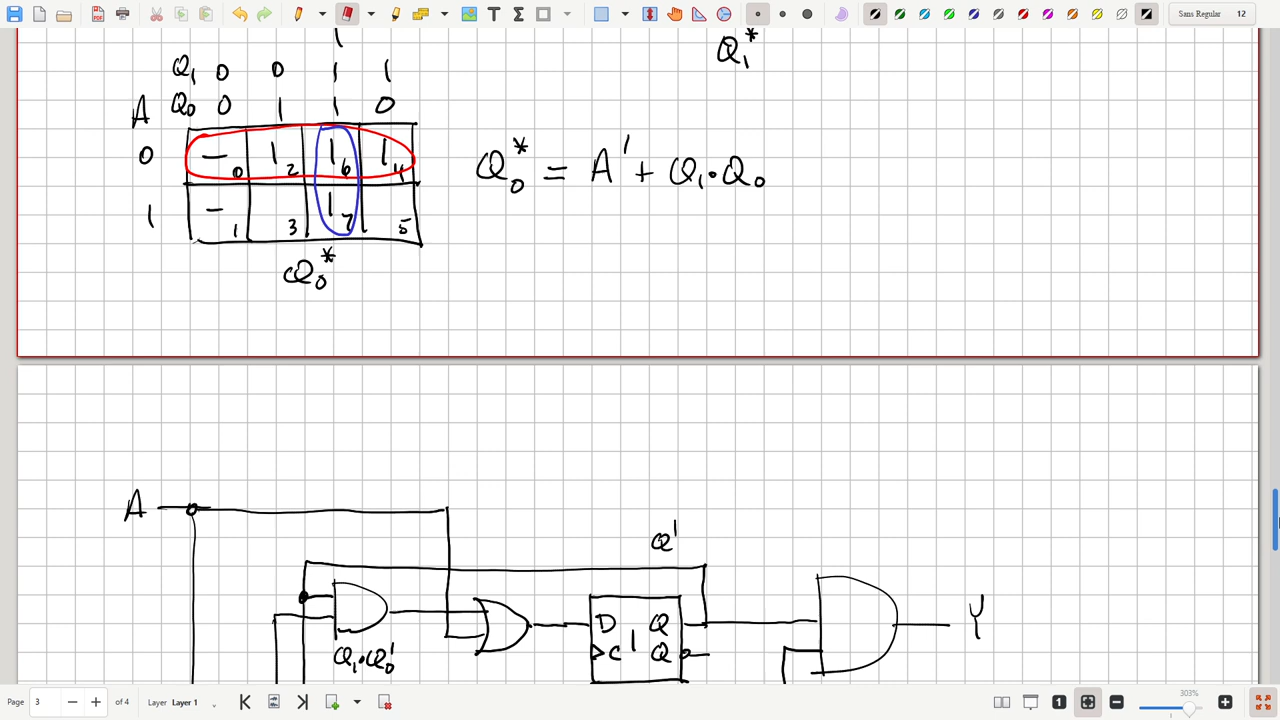 Sans Regular 12
1
Q1*
Q1 0 0 1 1
A Q0 0 1 1 0
0 – 0 1 2 1 6 1 4
1 – 1 3 1 7 5
Q0*
Q0* = A' + Q1·Q0
A
Q'
D Q
1
C Q
Y
Q1·Q0'
Page 3 of 4 Layer Layer 1 303%